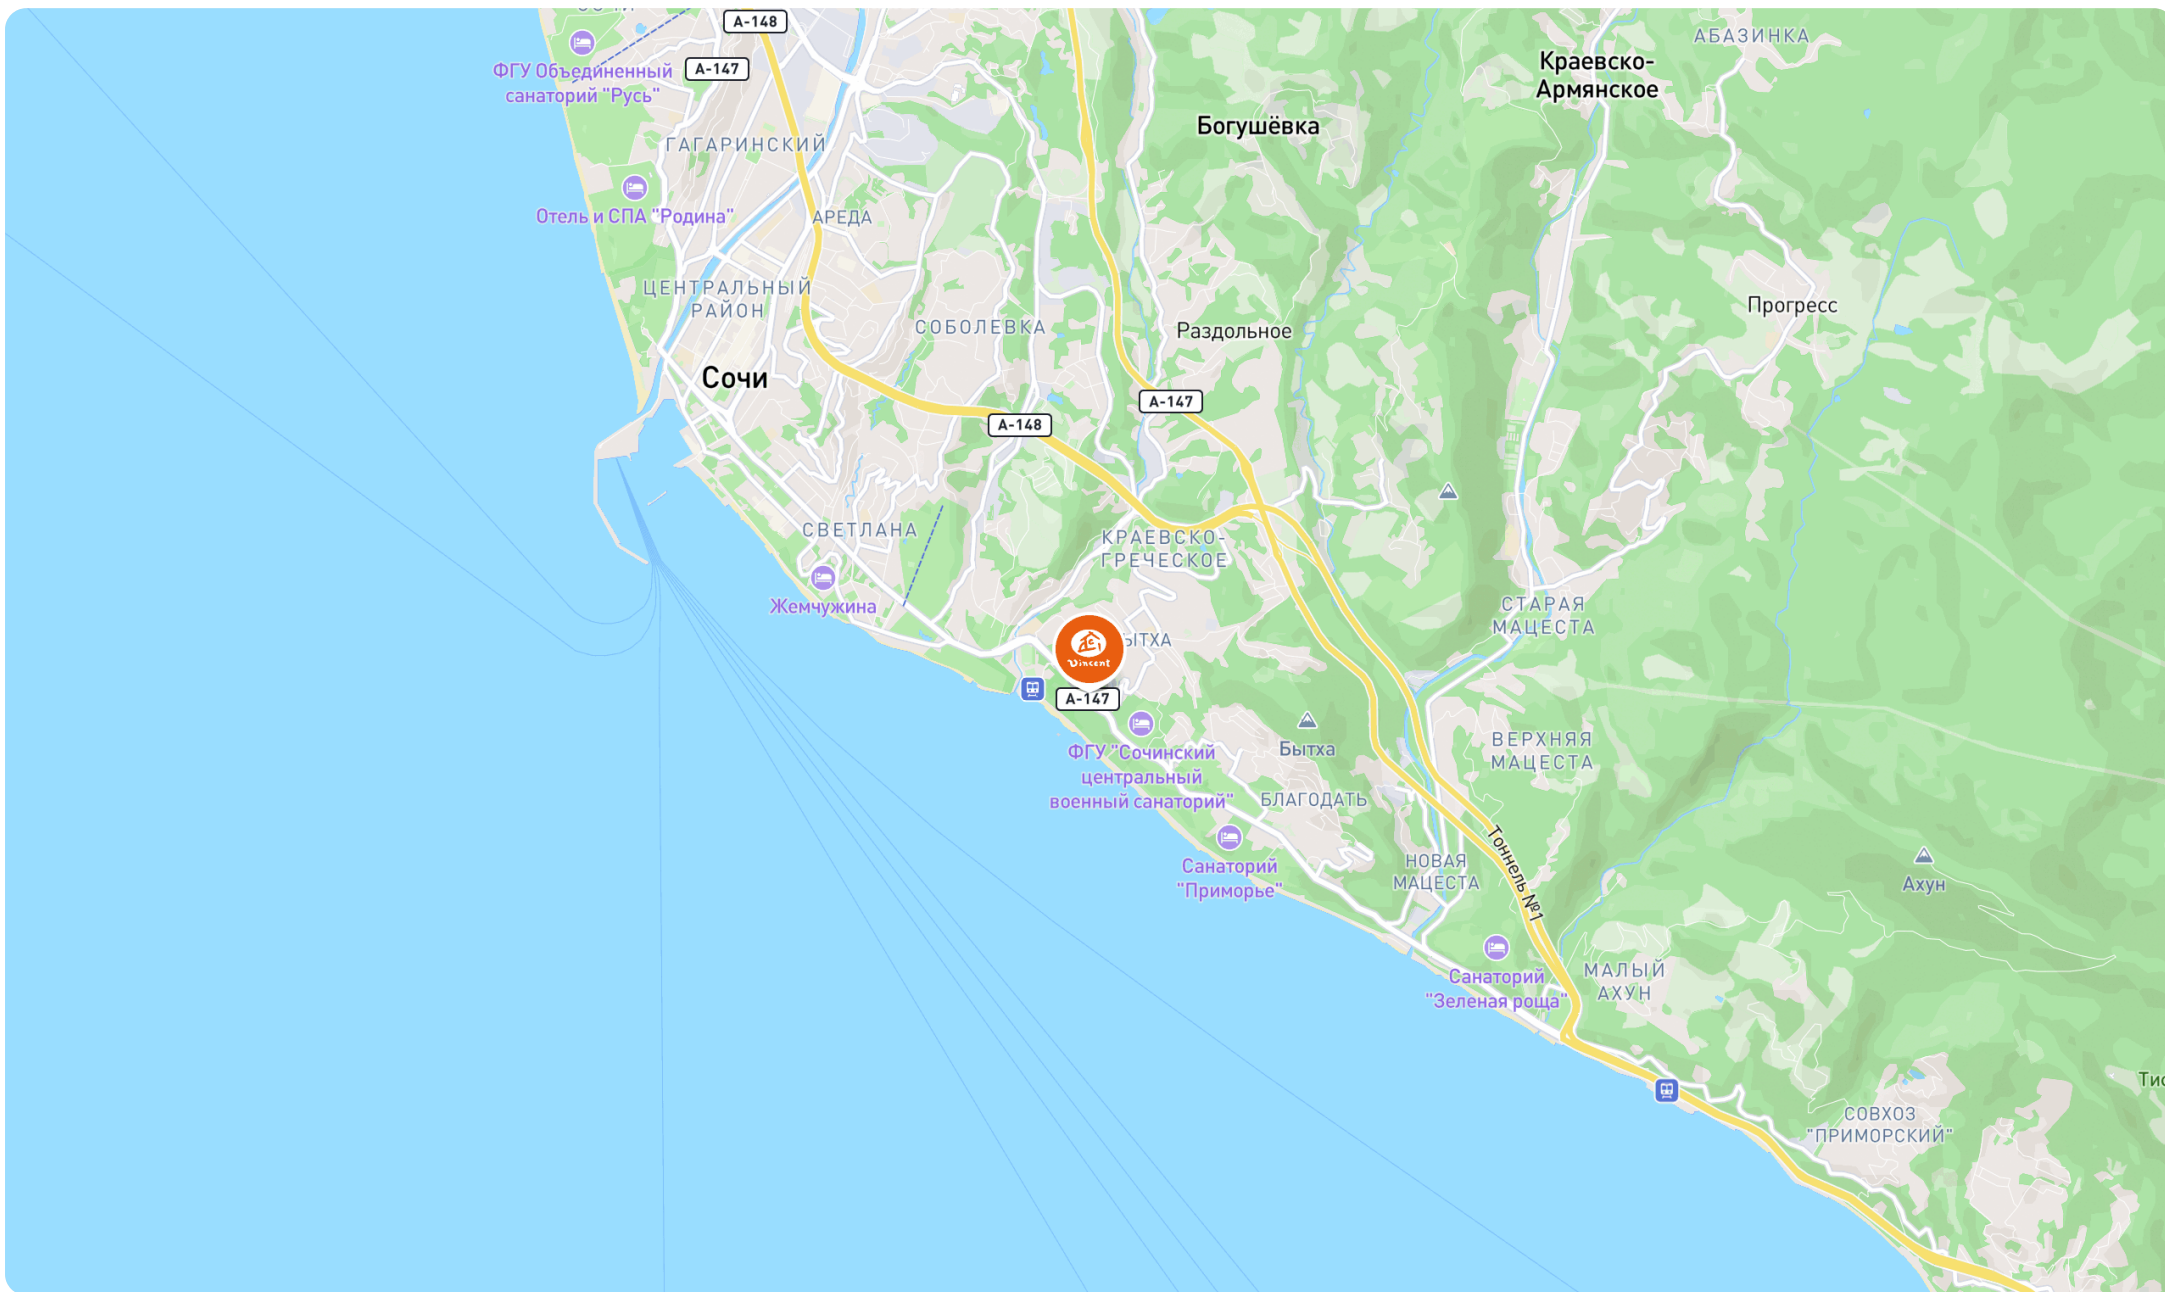 А-148
А-147
ФГУ Объединенный
санаторий "Русь"
АБАЗИНКА
Краевско-
Армянское
Богушёвка
ГАГАРИНСКИЙ
Отель и СПА "Родина"
АРЕДА
ЦЕНТРАЛЬНЫЙ
РАЙОН
СОБОЛЕВКА
Раздольное
Прогресс
Сочи
А-147
А-148
СВЕТЛАНА
КРАЕВСКО-
ГРЕЧЕСКОЕ
Жемчужина
СТАРАЯ
МАЦЕСТА
ЫТХА
Vincent
А-147
ФГУ "Сочинский
центральный
военный санаторий"
Бытха
ВЕРХНЯЯ
МАЦЕСТА
БЛАГОДАТЬ
Тоннель №1
Санаторий
"Приморье"
НОВАЯ
МАЦЕСТА
Ахун
Санаторий
"Зеленая роща"
МАЛЫЙ
АХУН
Тис
СОВХОЗ
"ПРИМОРСКИЙ"